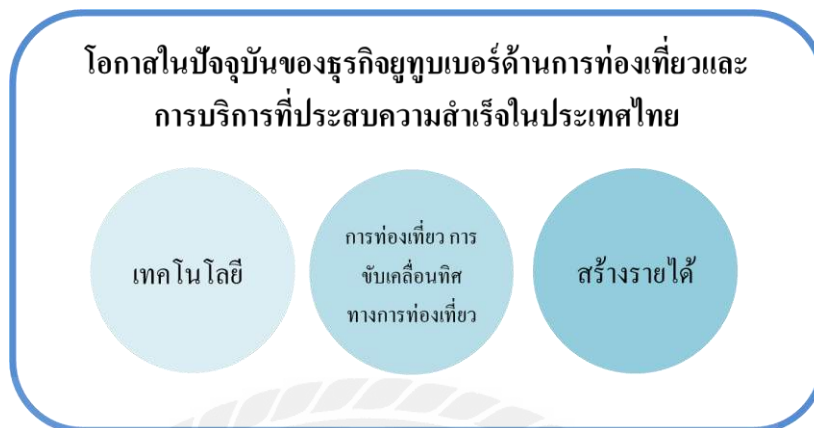 โอกาสในปัจจุบันของธุรกิจยูทูบเบอร์ด้านการท่องเที่ยวและ
การบริการที่ประสบความสำเร็จในประเทศไทย
เทคโนโลยี
การท่องเที่ยว การ
ขับเคลื่อนทิศ
ทางการท่องเที่ยว
สร้างรายได้